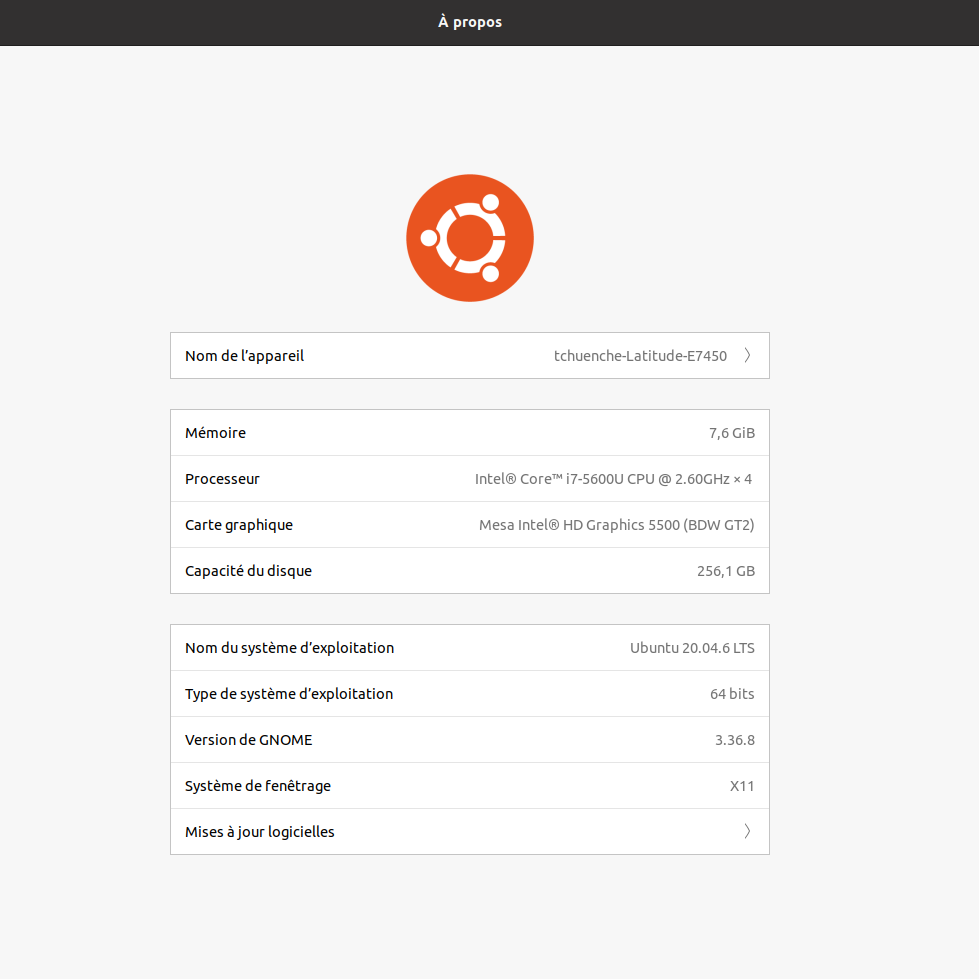 À propos
Nom de l’appareil tchuenche-Latitude-E7450
Mémoire 7,6 GiB
Processeur Intel® Core™ i7-5600U CPU @ 2.60GHz × 4
Carte graphique Mesa Intel® HD Graphics 5500 (BDW GT2)
Capacité du disque 256,1 GB
Nom du système d’exploitation Ubuntu 20.04.6 LTS
Type de système d’exploitation 64 bits
Version de GNOME 3.36.8
Système de fenêtrage X11
Mises à jour logicielles